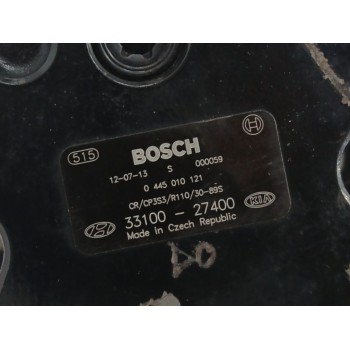 515
BOSCH
12-07-13 S 000059
0 445 010 121
CR/CP3S3/R110/30-89S
33100 - 27400
KIA
Made in Czech Republic